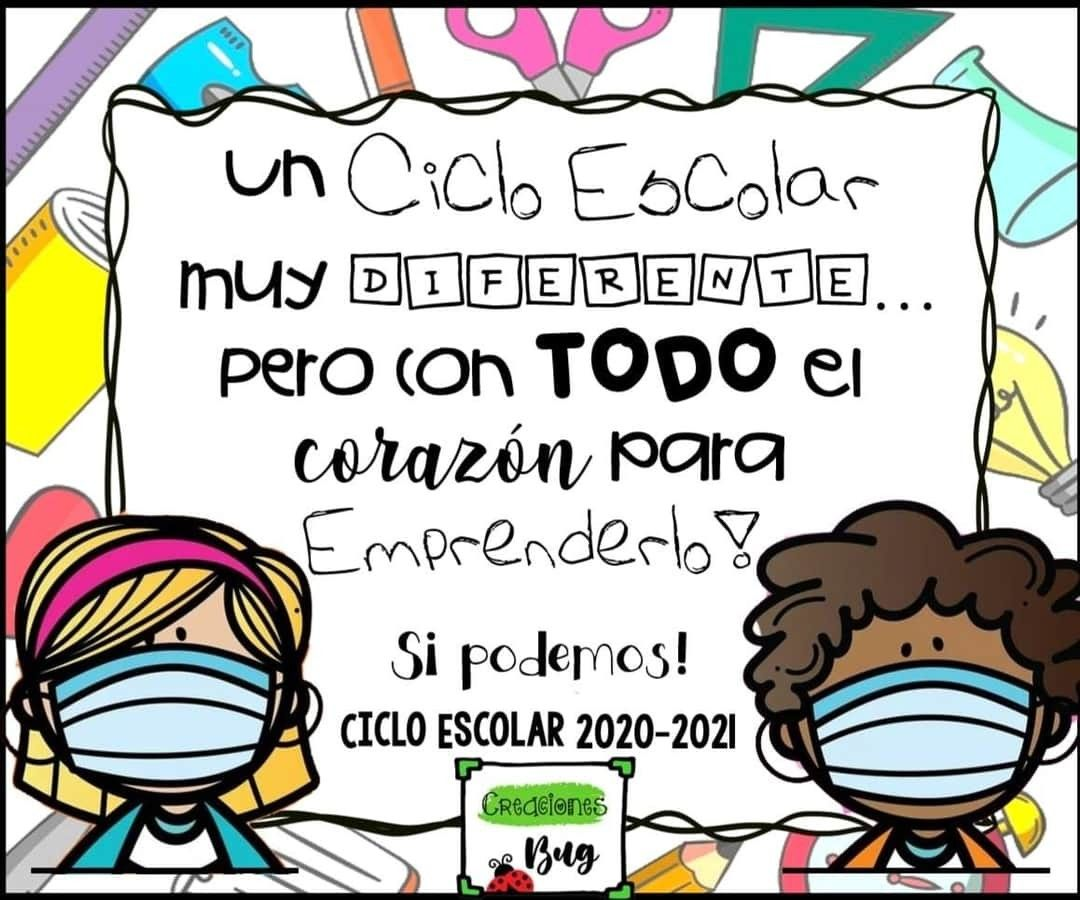 un Ciclo Escolar
muy DIFERENTE...
pero con TODO el
corazón para
Emprenderlo!
Si podemos!
CICLO ESCOLAR 2020-2021
Creaciones
Bug